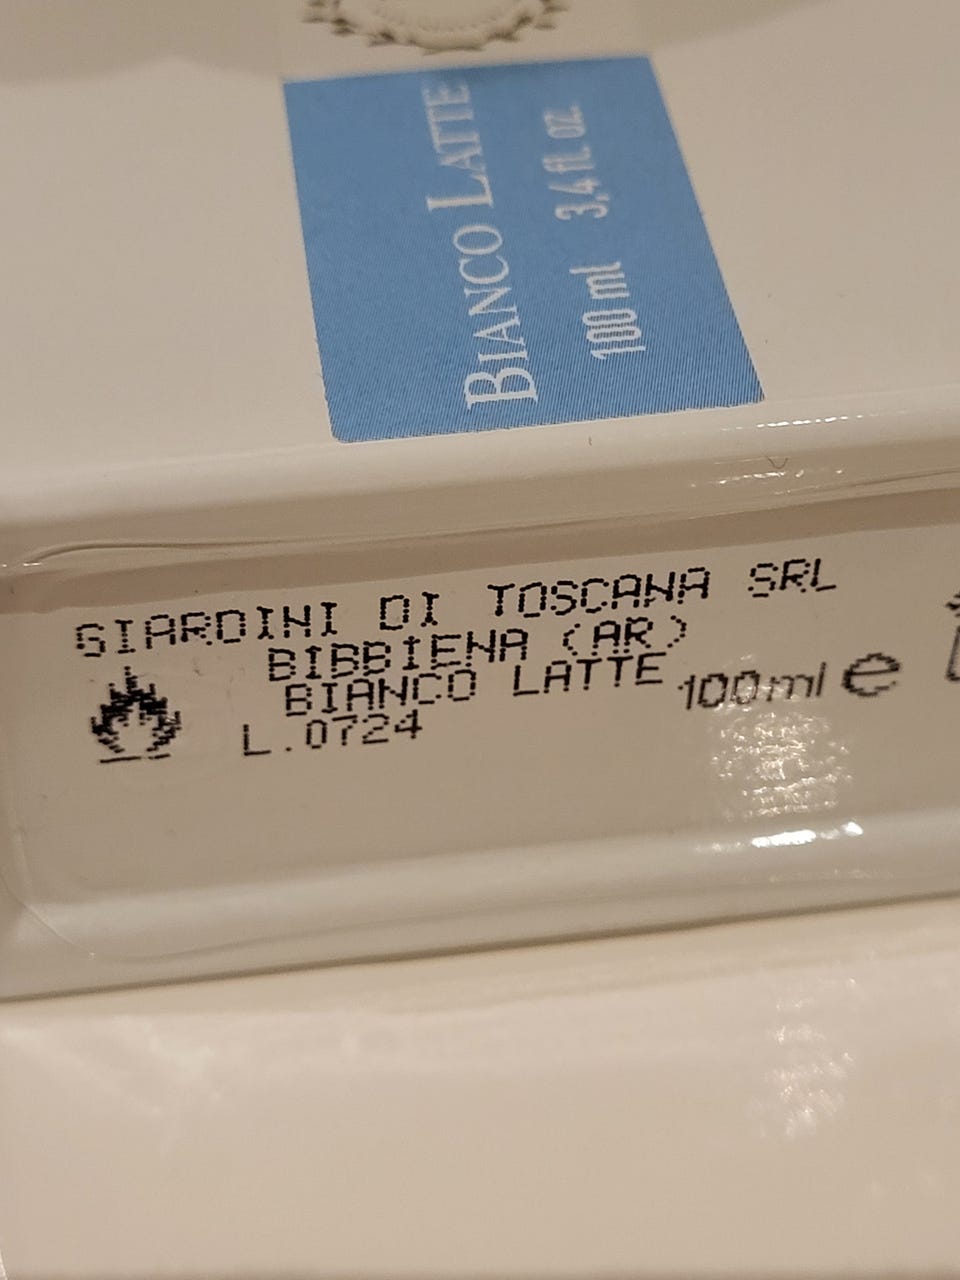 BIANCO LATTE
100 ml 3,4 fl. oz.
GIARDINI DI TOSCANA SRL
BIBBIENA (AR)
BIANCO LATTE 100ml e
L.0724